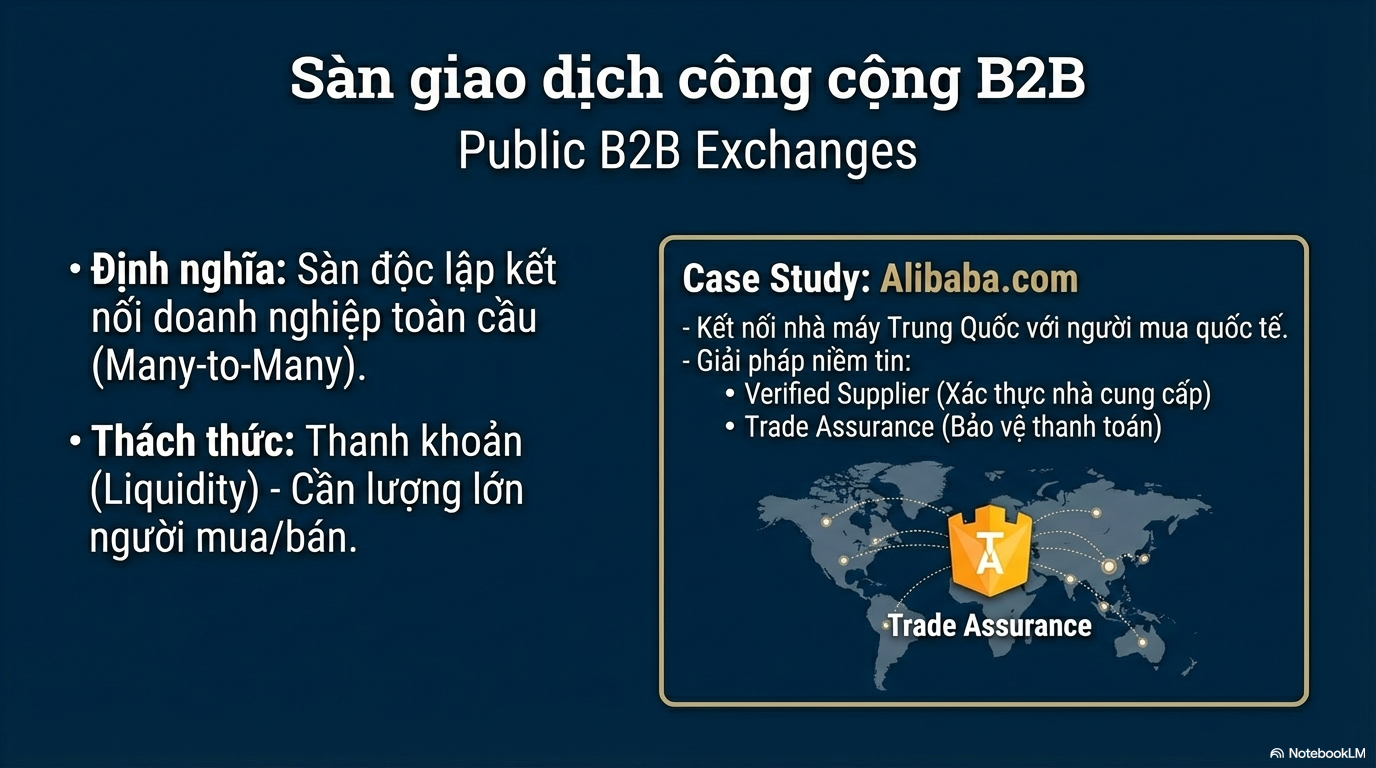 Sàn giao dịch công cộng B2B
Public B2B Exchanges
• Định nghĩa: Sàn độc lập kết
nối doanh nghiệp toàn cầu
(Many-to-Many).
• Thách thức: Thanh khoản
(Liquidity) - Cần lượng lớn
người mua/bán.
Case Study: Alibaba.com
- Kết nối nhà máy Trung Quốc với người mua quốc tế.
- Giải pháp niềm tin:
• Verified Supplier (Xác thực nhà cung cấp)
• Trade Assurance (Bảo vệ thanh toán)
TA
Trade Assurance
NotebookLM